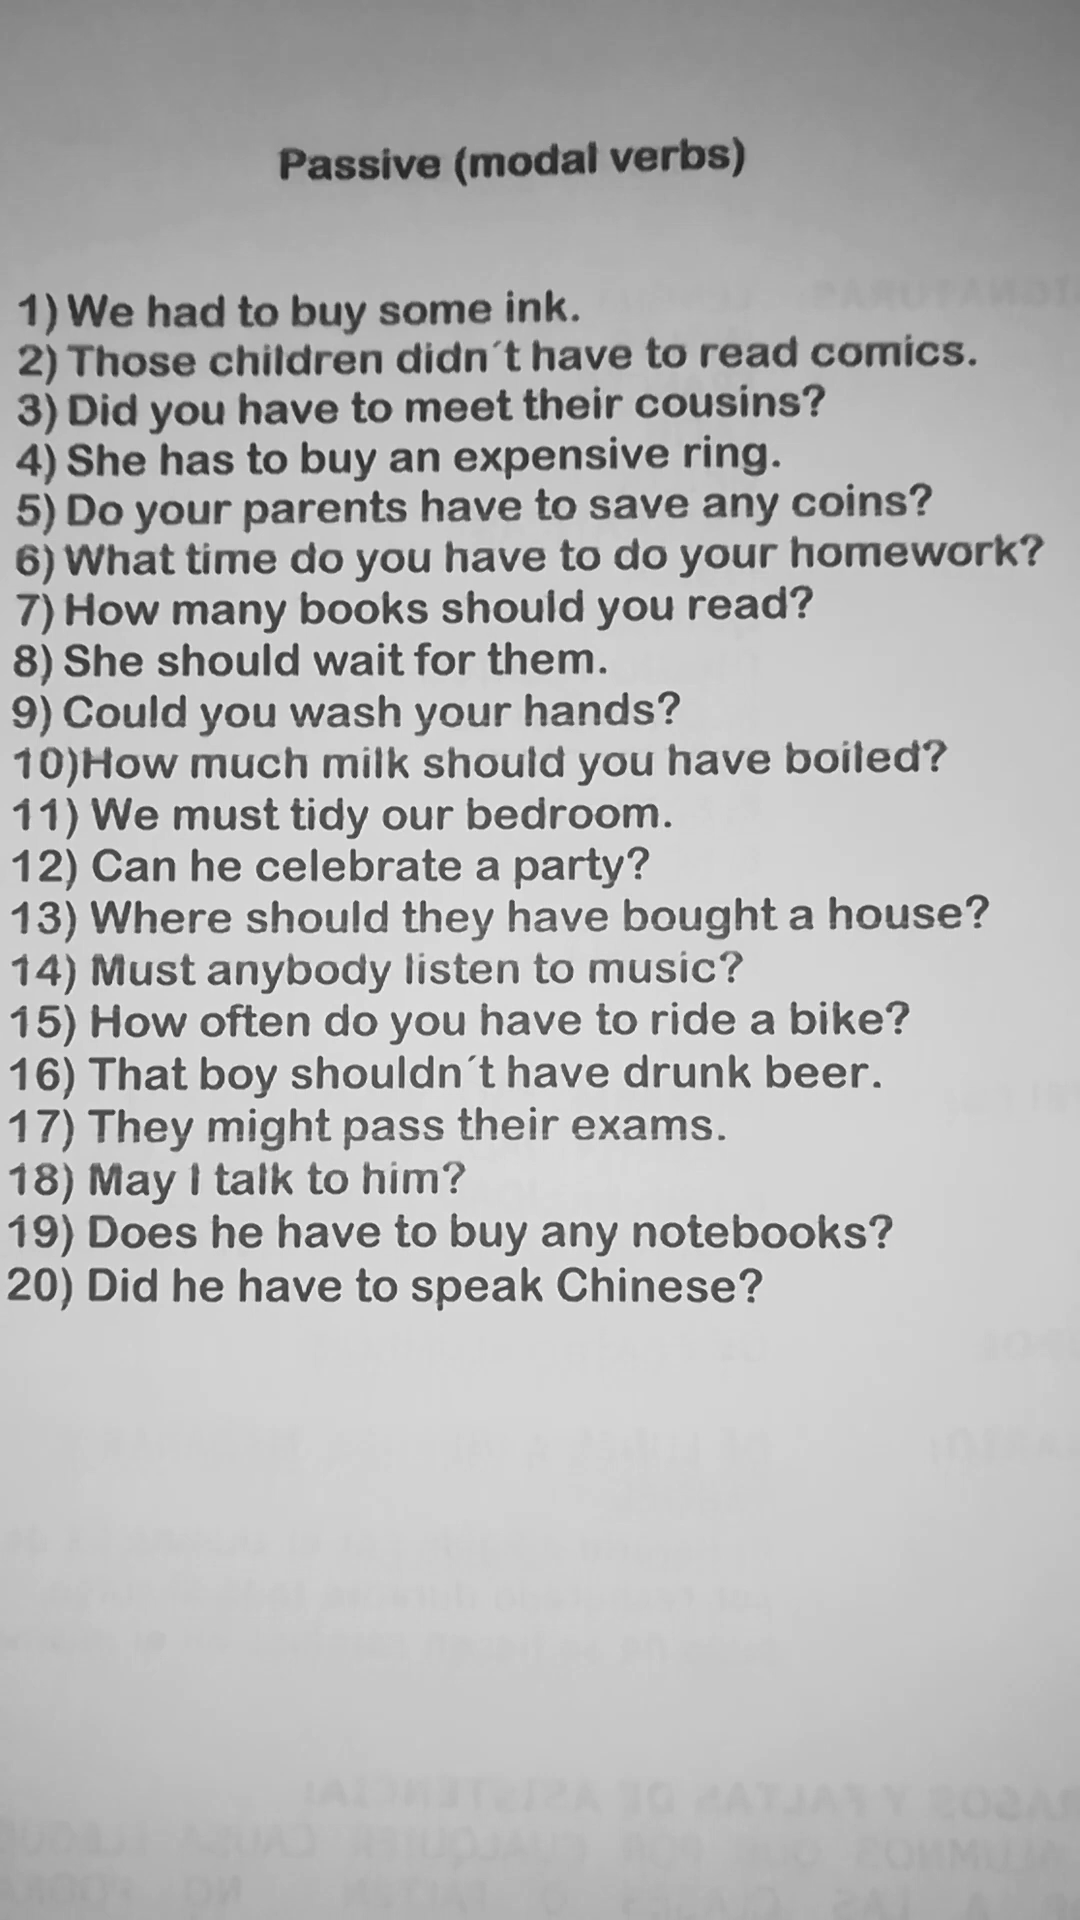 Passive (modal verbs)
1) We had to buy some ink.
2) Those children didn´t have to read comics.
3) Did you have to meet their cousins?
4) She has to buy an expensive ring.
5) Do your parents have to save any coins?
6) What time do you have to do your homework?
7) How many books should you read?
8) She should wait for them.
9) Could you wash your hands?
10)How much milk should you have boiled?
11) We must tidy our bedroom.
12) Can he celebrate a party?
13) Where should they have bought a house?
14) Must anybody listen to music?
15) How often do you have to ride a bike?
16) That boy shouldn´t have drunk beer.
17) They might pass their exams.
18) May I talk to him?
19) Does he have to buy any notebooks?
20) Did he have to speak Chinese?